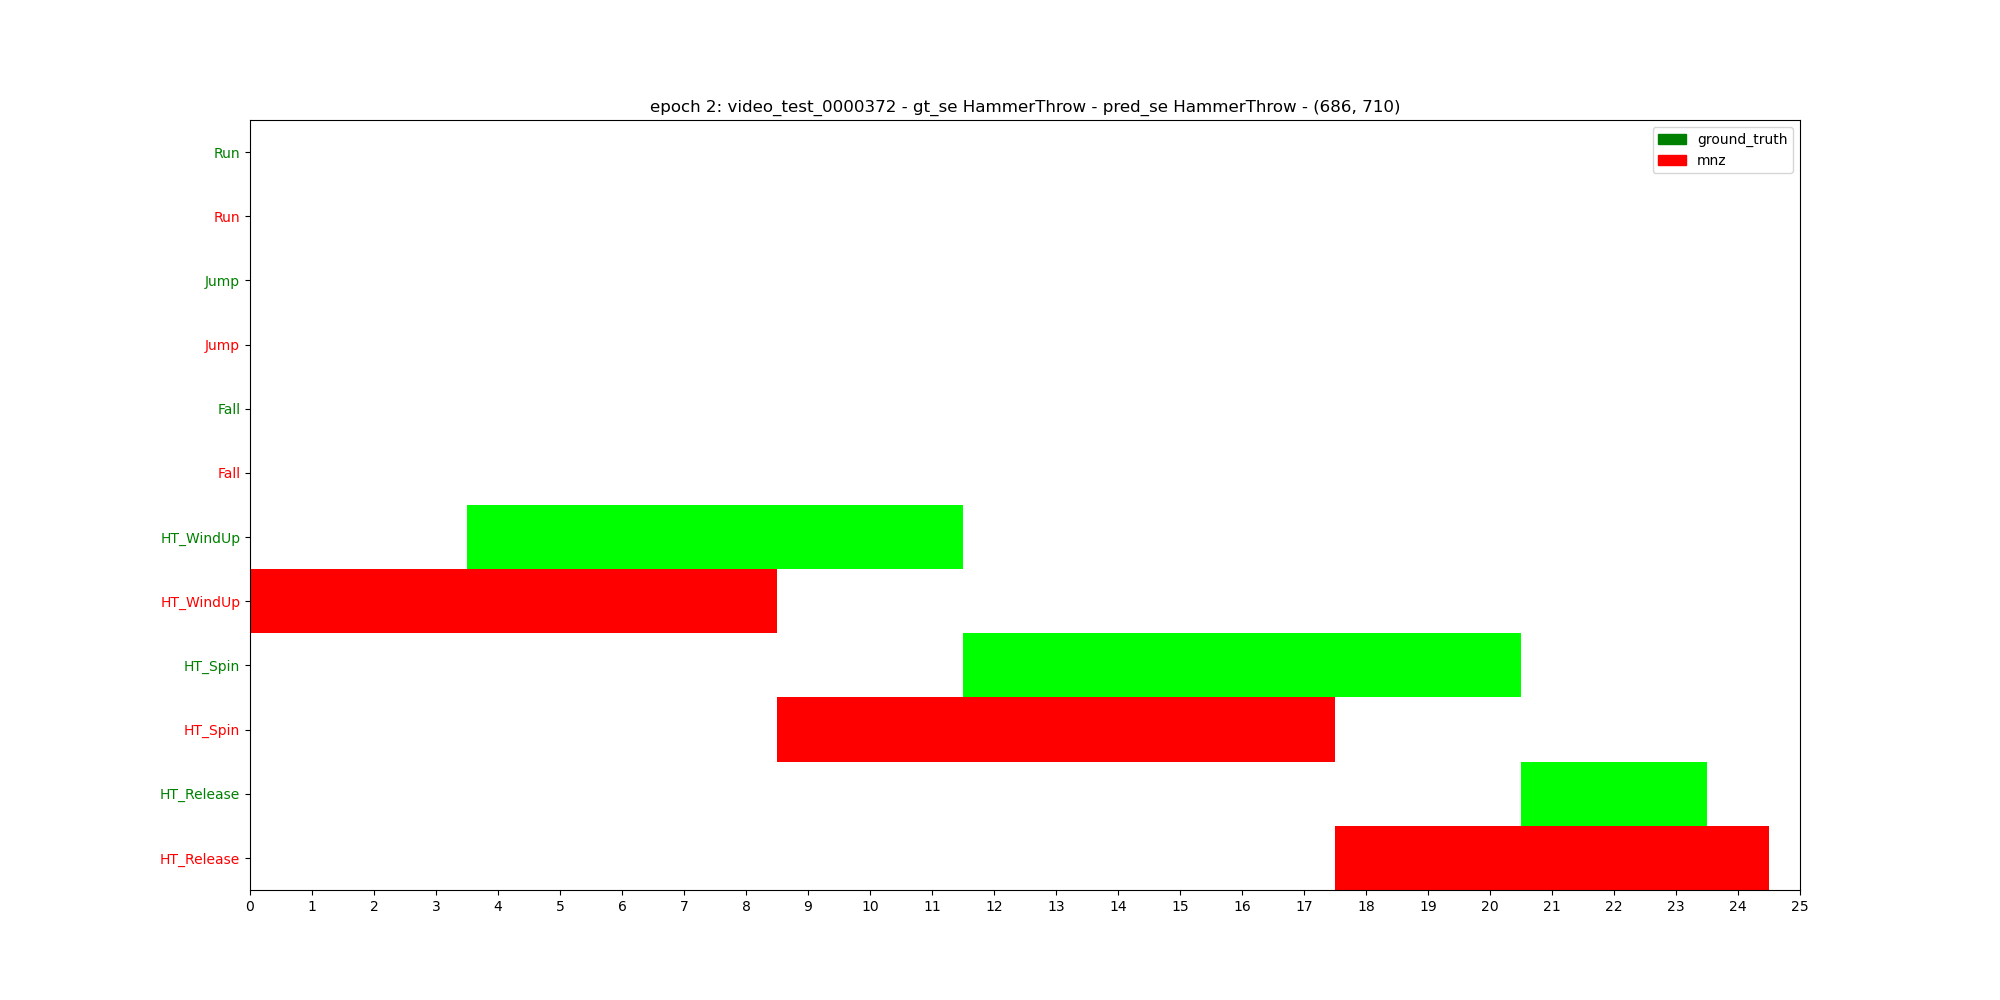 epoch 2: video_test_0000372 - gt_se HammerThrow - pred_se HammerThrow - (686, 710)
ground_truth
mnz
Run
Run
Jump
Jump
Fall
Fall
HT_WindUp
HT_WindUp
HT_Spin
HT_Spin
HT_Release
HT_Release
0 1 2 3 4 5 6 7 8 9 10 11 12 13 14 15 16 17 18 19 20 21 22 23 24 25